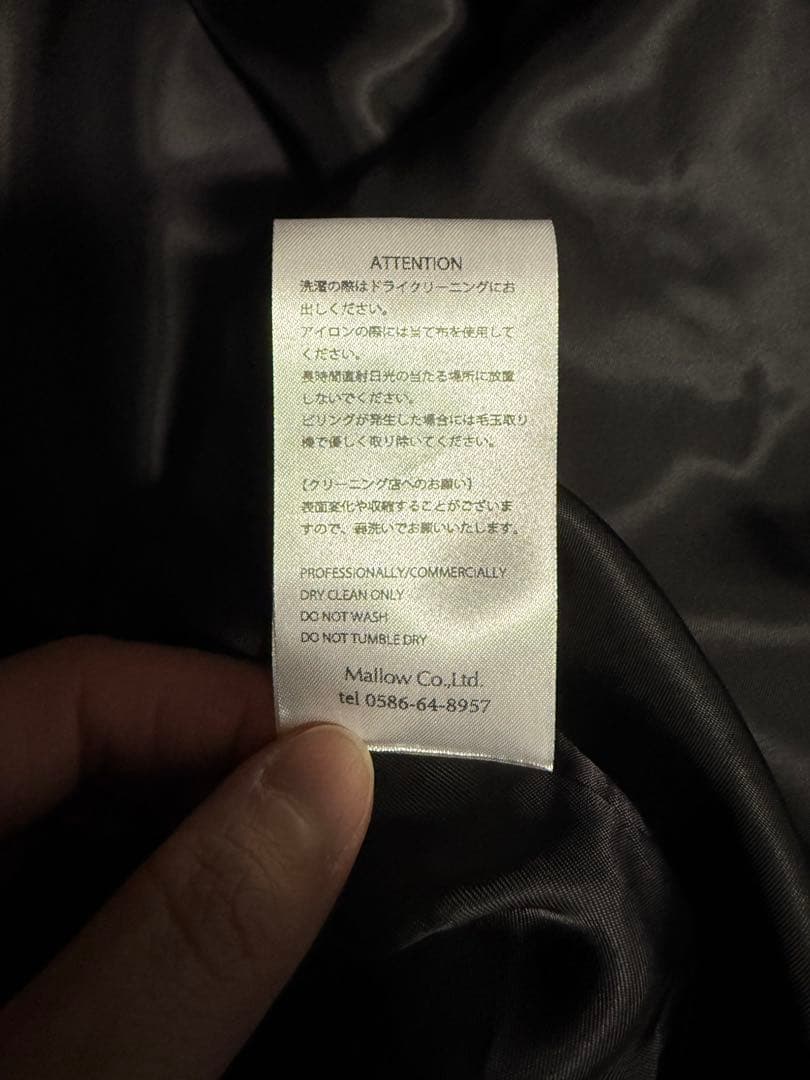 ATTENTION
洗濯の際はドライクリーニングにお
出しください。
アイロンの際には当て布を使用して
ください。
長時間直射日光の当たる場所に放置
しないでください。
ピリングが発生した場合には毛玉取り
機で優しく取り除いてください。
【クリーニング店へのお願い】
表面変化や収縮することがございま
すので、弱洗いでお願いいたします。
PROFESSIONALLY/COMMERCIALLY
DRY CLEAN ONLY
DO NOT WASH
DO NOT TUMBLE DRY
Mallow Co.,Ltd.
tel 0586-64-8957